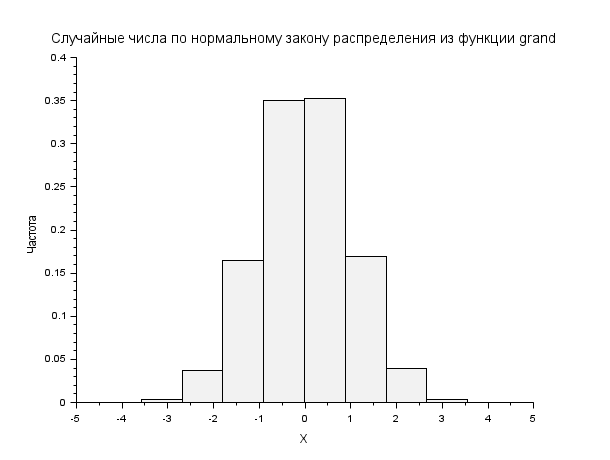 Случайные числа по нормальному закону распределения из функции grand
0.4
0.35
0.3
0.25
0.2
0.15
0.1
0.05
0
Частота
-5 -4 -3 -2 -1 0 1 2 3 4 5
X